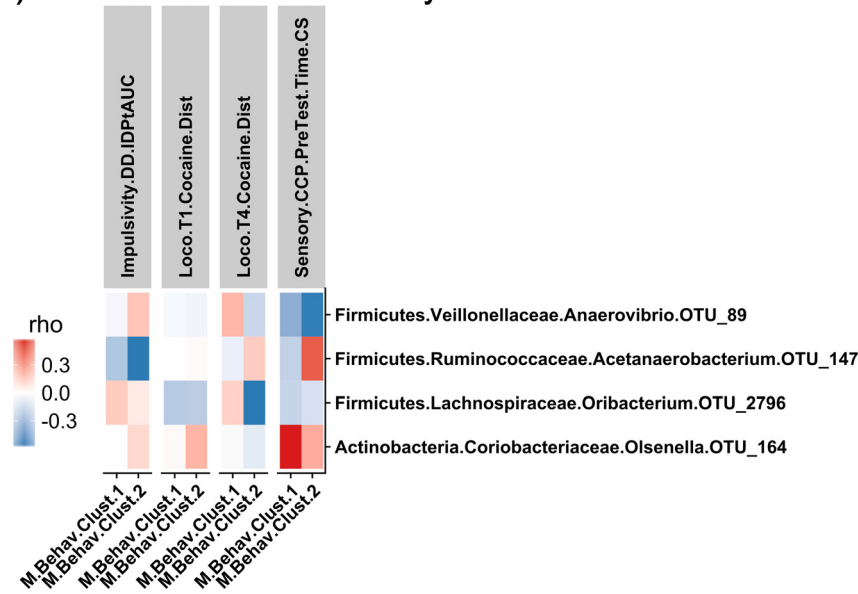 Impulsivity.DD.IDPtAUC
Loco.T1.Cocaine.Dist
Loco.T4.Cocaine.Dist
Sensory.CCP.PreTest.Time.CS
rho
0.3
0.0
-0.3
Firmicutes.Veillonellaceae.Anaerovibrio.OTU_89
Firmicutes.Ruminococcaceae.Acetanaerobacterium.OTU_147
Firmicutes.Lachnospiraceae.Oribacterium.OTU_2796
Actinobacteria.Coriobacteriaceae.Olsenella.OTU_164
M.Behav.Clust.1
M.Behav.Clust.2
M.Behav.Clust.1
M.Behav.Clust.2
M.Behav.Clust.1
M.Behav.Clust.2
M.Behav.Clust.1
M.Behav.Clust.2